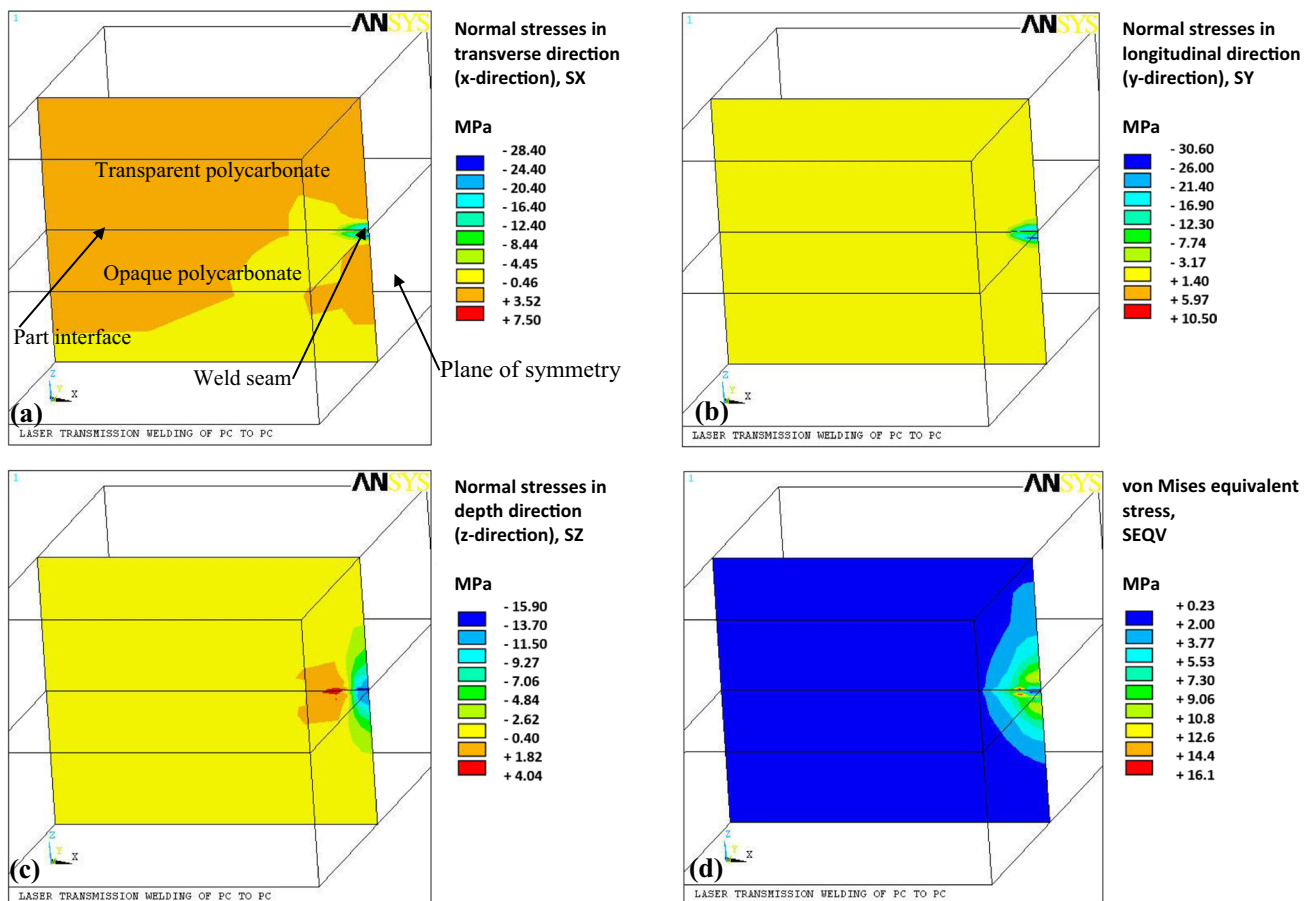 1
ANSYS
Normal stresses in
transverse direction
(x-direction), SX
MPa
- 28.40
- 24.40
- 20.40
- 16.40
- 12.40
- 8.44
- 4.45
- 0.46
+ 3.52
+ 7.50
Transparent polycarbonate
Opaque polycarbonate
Part interface
Weld seam
Plane of symmetry
Z
Y
X
(a)
LASER TRANSMISSION WELDING OF PC TO PC
1
ANSYS
Normal stresses in
longitudinal direction
(y-direction), SY
MPa
- 30.60
- 26.00
- 21.40
- 16.90
- 12.30
- 7.74
- 3.17
+ 1.40
+ 5.97
+ 10.50
Z
Y
X
(b)
LASER TRANSMISSION WELDING OF PC TO PC
1
ANSYS
Normal stresses in
depth direction
(z-direction), SZ
MPa
- 15.90
- 13.70
- 11.50
- 9.27
- 7.06
- 4.84
- 2.62
- 0.40
+ 1.82
+ 4.04
Z
Y
X
(c)
LASER TRANSMISSION WELDING OF PC TO PC
1
ANSYS
von Mises equivalent
stress,
SEQV
MPa
+ 0.23
+ 2.00
+ 3.77
+ 5.53
+ 7.30
+ 9.06
+ 10.8
+ 12.6
+ 14.4
+ 16.1
Z
Y
X
(d)
LASER TRANSMISSION WELDING OF PC TO PC